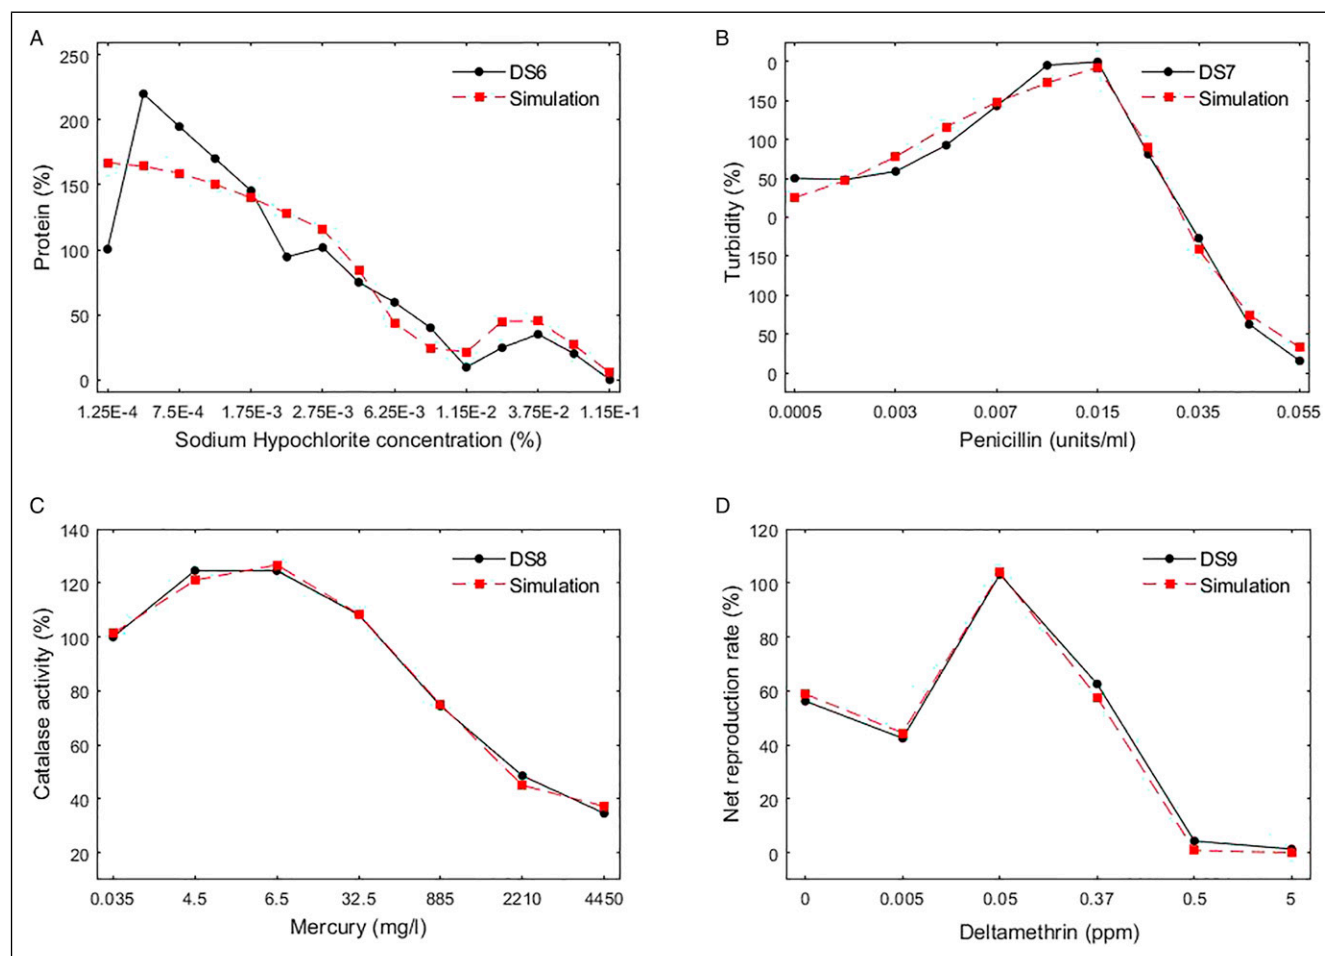 A
250
200
150
100
50
0
Protein (%)
DS6
Simulation
1.25E-4 7.5E-4 1.75E-3 2.75E-3 6.25E-3 1.15E-2 3.75E-2 1.15E-1
Sodium Hypochlorite concentration (%)
B
0
150
100
50
0
150
100
50
0
Turbidity (%)
DS7
Simulation
0.0005 0.003 0.007 0.015 0.035 0.055
Penicillin (units/ml)
C
140
120
100
80
60
40
20
Catalase activity (%)
DS8
Simulation
0.035 4.5 6.5 32.5 885 2210 4450
Mercury (mg/l)
D
120
100
80
60
40
20
0
Net reproduction rate (%)
DS9
Simulation
0 0.005 0.05 0.37 0.5 5
Deltamethrin (ppm)